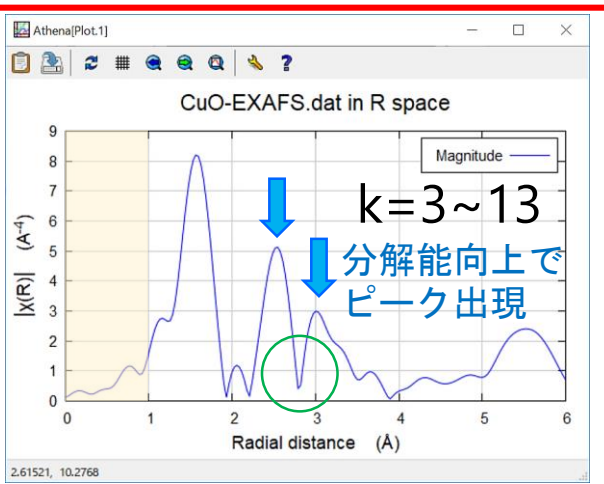 Athena[Plot.1]
CuO-EXAFS.dat in R space
9
8
7
6
5
4
3
2
1
0
|χ(R)| (Å⁻⁴)
Magnitude
k=3~13
分解能向上で
ピーク出現
0 1 2 3 4 5 6
Radial distance (Å)
2.61521, 10.2768